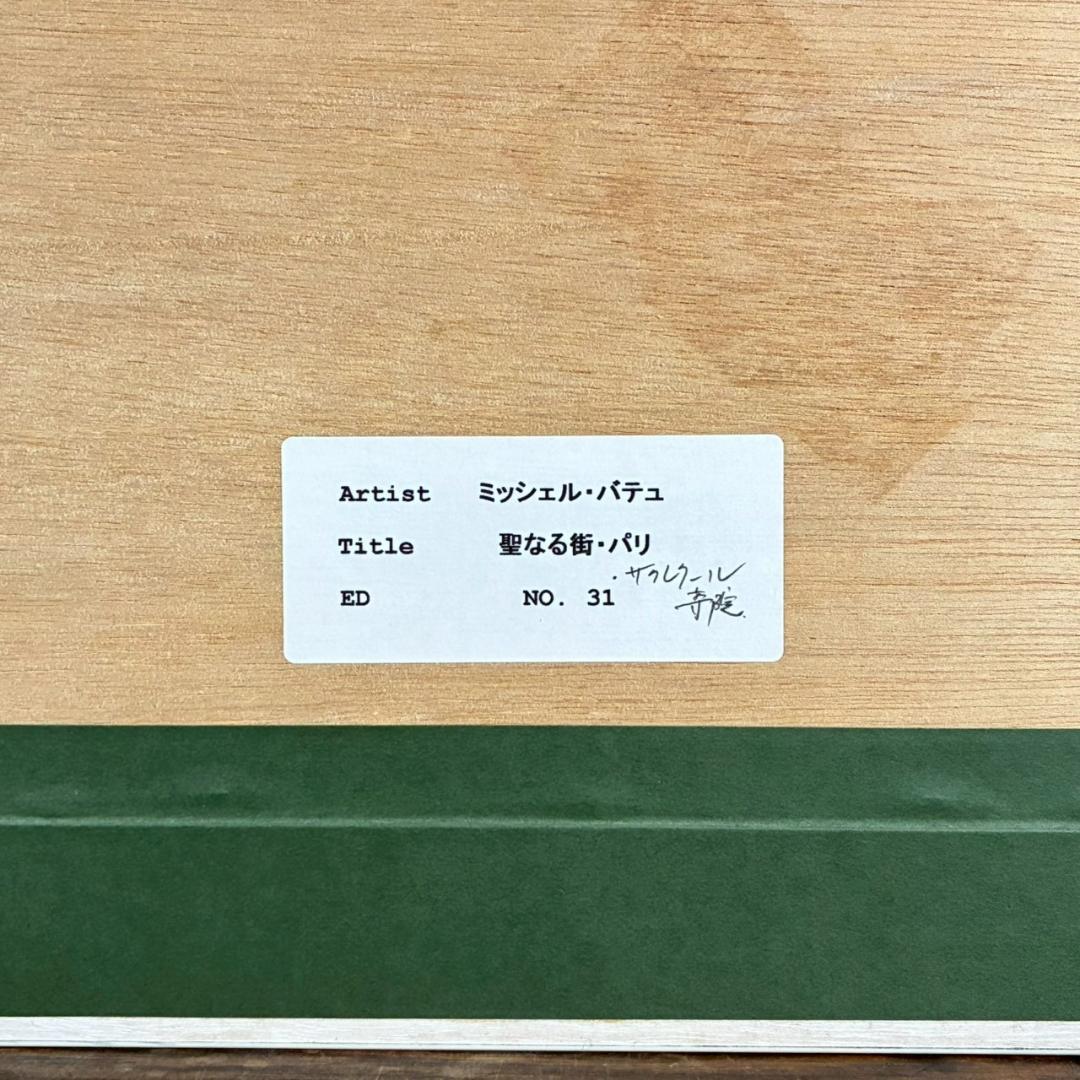 Artist ミッシェル・バテュ
Title 聖なる街・パリ
・サクレクール
寺院.
ED NO. 31